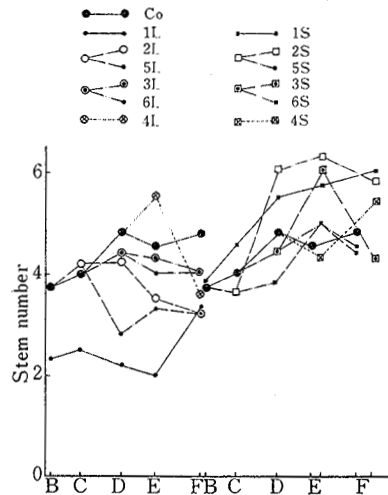 Co
1L 1S
2L 2S
5L 5S
3L 3S
6L 6S
4L 4S
6
4
2
0
Stem number
B C D E F B C D E F